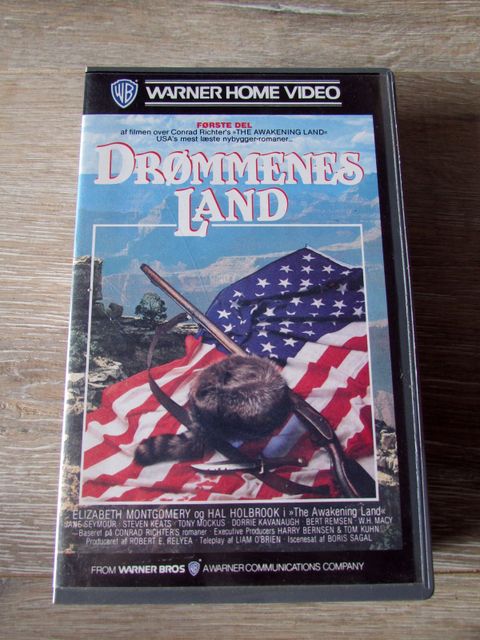 WB WARNER HOME VIDEO
FØRSTE DEL
af filmen over Conrad Richter's »THE AWAKENING LAND«
USA's mest læste nybygger-romaner...
DRØMMENES
LAND
ELIZABETH MONTGOMERY og HAL HOLBROOK i »The Awakening Land«
JANE SEYMOUR · STEVEN KEATS · TONY MOCKUS · DORRIE KAVANAUGH · BERT REMSEN · W.H. MACY
–Baseret på CONRAD RICHTER'S romaner · Executive Producers HARRY BERNSEN & TOM KUHN
Produceret af ROBERT E. RELYEA · Teleplay af LIAM O'BRIEN · Iscenesat af BORIS SAGAL
FROM WARNER BROS WB A WARNER COMMUNICATIONS COMPANY